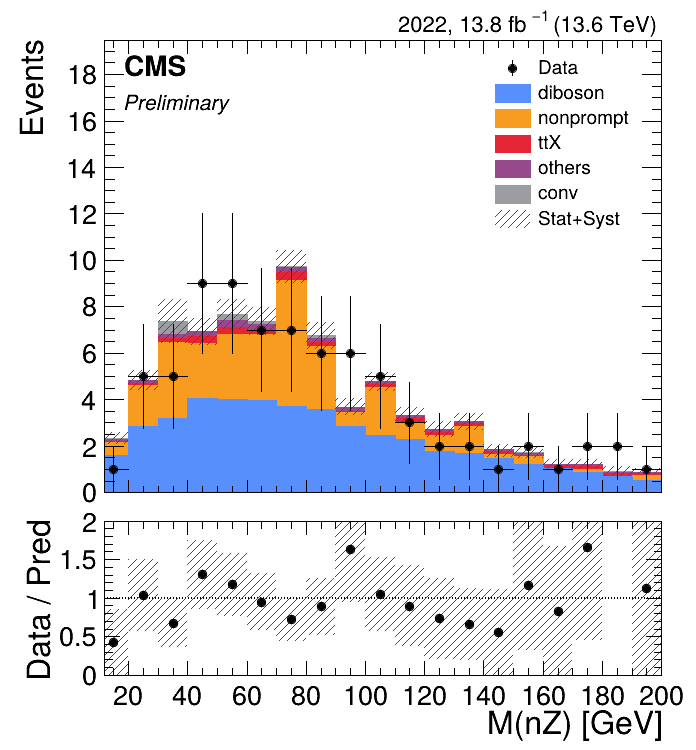 2022, 13.8 fb⁻¹ (13.6 TeV)
Events
CMS
Preliminary
Data
diboson
nonprompt
ttX
others
conv
Stat+Syst
18
16
14
12
10
8
6
4
2
0
Data / Pred
2
1.5
1
0.5
0
20 40 60 80 100 120 140 160 180 200
M(nZ) [GeV]